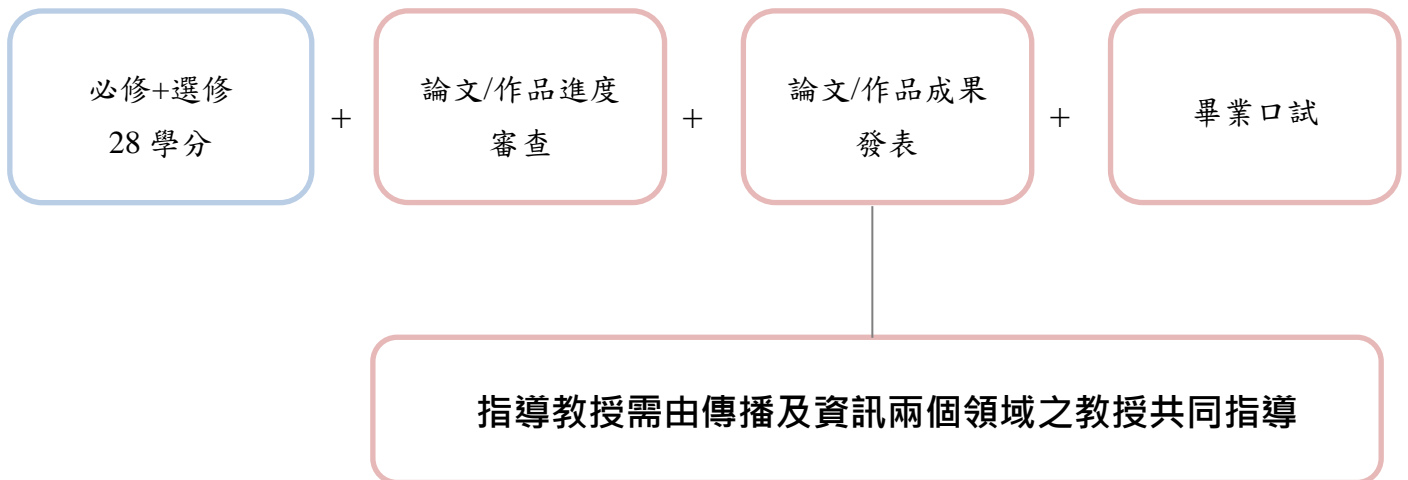 必修+選修
28 學分
+
論文/作品進度
審查
+
論文/作品成果
發表
+
畢業口試
指導教授需由傳播及資訊兩個領域之教授共同指導